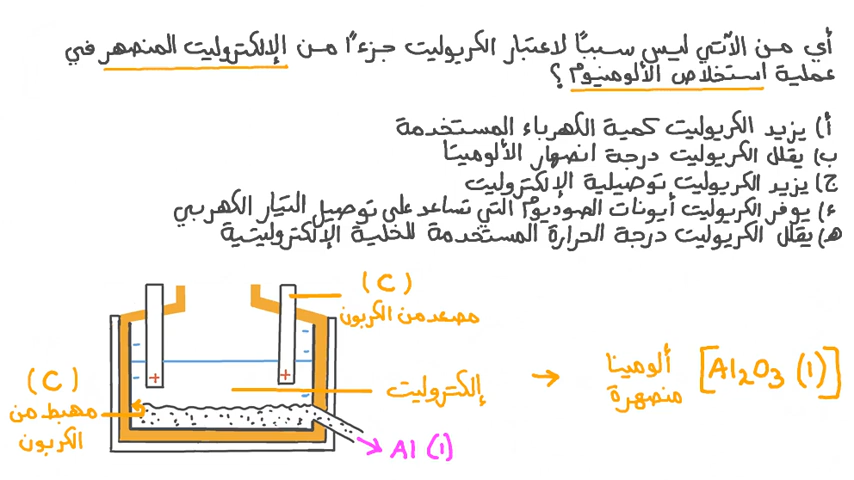 أي من الآتي ليس سببًا لاعتبار الكريوليت جزءًا من الإلكتروليت المنصهر في
عملية استخلاص الألومنيوم ؟
أ) يزيد الكريوليت كمية الكهرباء المستخدمة
ب) يقلل الكريوليت درجة انصهار الألومينا
ج) يزيد الكريوليت توصيلية الإلكتروليت
د) يوفر الكريوليت أيونات الصوديوم التي تساعد على توصيل التيار الكهربي
ه) يقلل الكريوليت درجة الحرارة المستخدمة للخلية الإلكتروليتية
(C)
مصعد من الكربون
+ +
إلكتروليت → ألومينا منصهرة [Al2O3 (l)]
(C)
مهبط من
الكربون
Al (l)